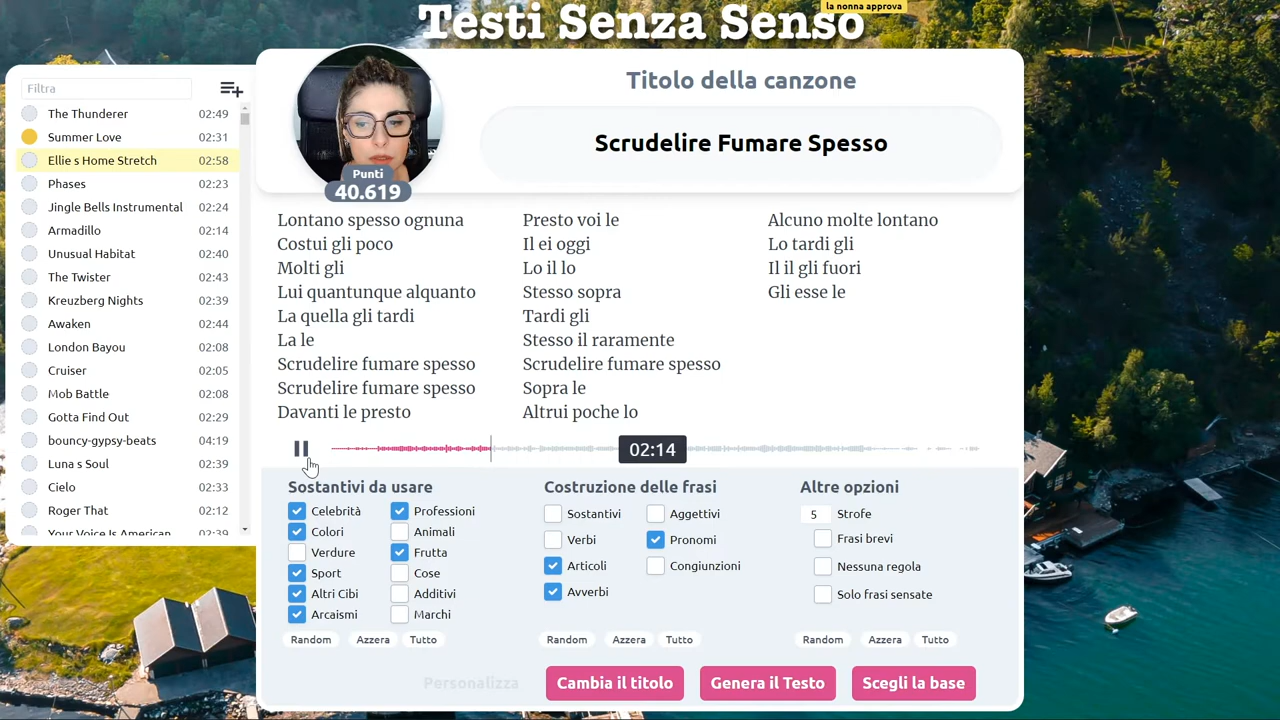 la nonna approva
Testi Senza Senso
Filtra
The Thunderer 02:49
Summer Love 02:31
Ellie s Home Stretch 02:58
Phases 02:23
Jingle Bells Instrumental 02:24
Armadillo 02:14
Unusual Habitat 02:40
The Twister 02:43
Kreuzberg Nights 02:39
Awaken 02:44
London Bayou 02:08
Cruiser 02:05
Mob Battle 02:08
Gotta Find Out 02:29
bouncy-gypsy-beats 04:19
Luna s Soul 02:39
Cielo 02:33
Roger That 02:12
Your Voice Is American 02:39
Punti
40.619
Titolo della canzone
Scrudelire Fumare Spesso
Lontano spesso ognuna
Costui gli poco
Molti gli
Lui quantunque alquanto
La quella gli tardi
La le
Scrudelire fumare spesso
Scrudelire fumare spesso
Davanti le presto
Presto voi le
Il ei oggi
Lo il lo
Stesso sopra
Tardi gli
Stesso il raramente
Scrudelire fumare spesso
Sopra le
Altrui poche lo
Alcuno molte lontano
Lo tardi gli
Il il gli fuori
Gli esse le
02:14
Sostantivi da usare
Celebrità Professioni
Colori Animali
Verdure Frutta
Sport Cose
Altri Cibi Additivi
Arcaismi Marchi
Random Azzera Tutto
Costruzione delle frasi
Sostantivi Aggettivi
Verbi Pronomi
Articoli Congiunzioni
Avverbi
Random Azzera Tutto
Altre opzioni
5 Strofe
Frasi brevi
Nessuna regola
Solo frasi sensate
Random Azzera Tutto
Personalizza
Cambia il titolo
Genera il Testo
Scegli la base